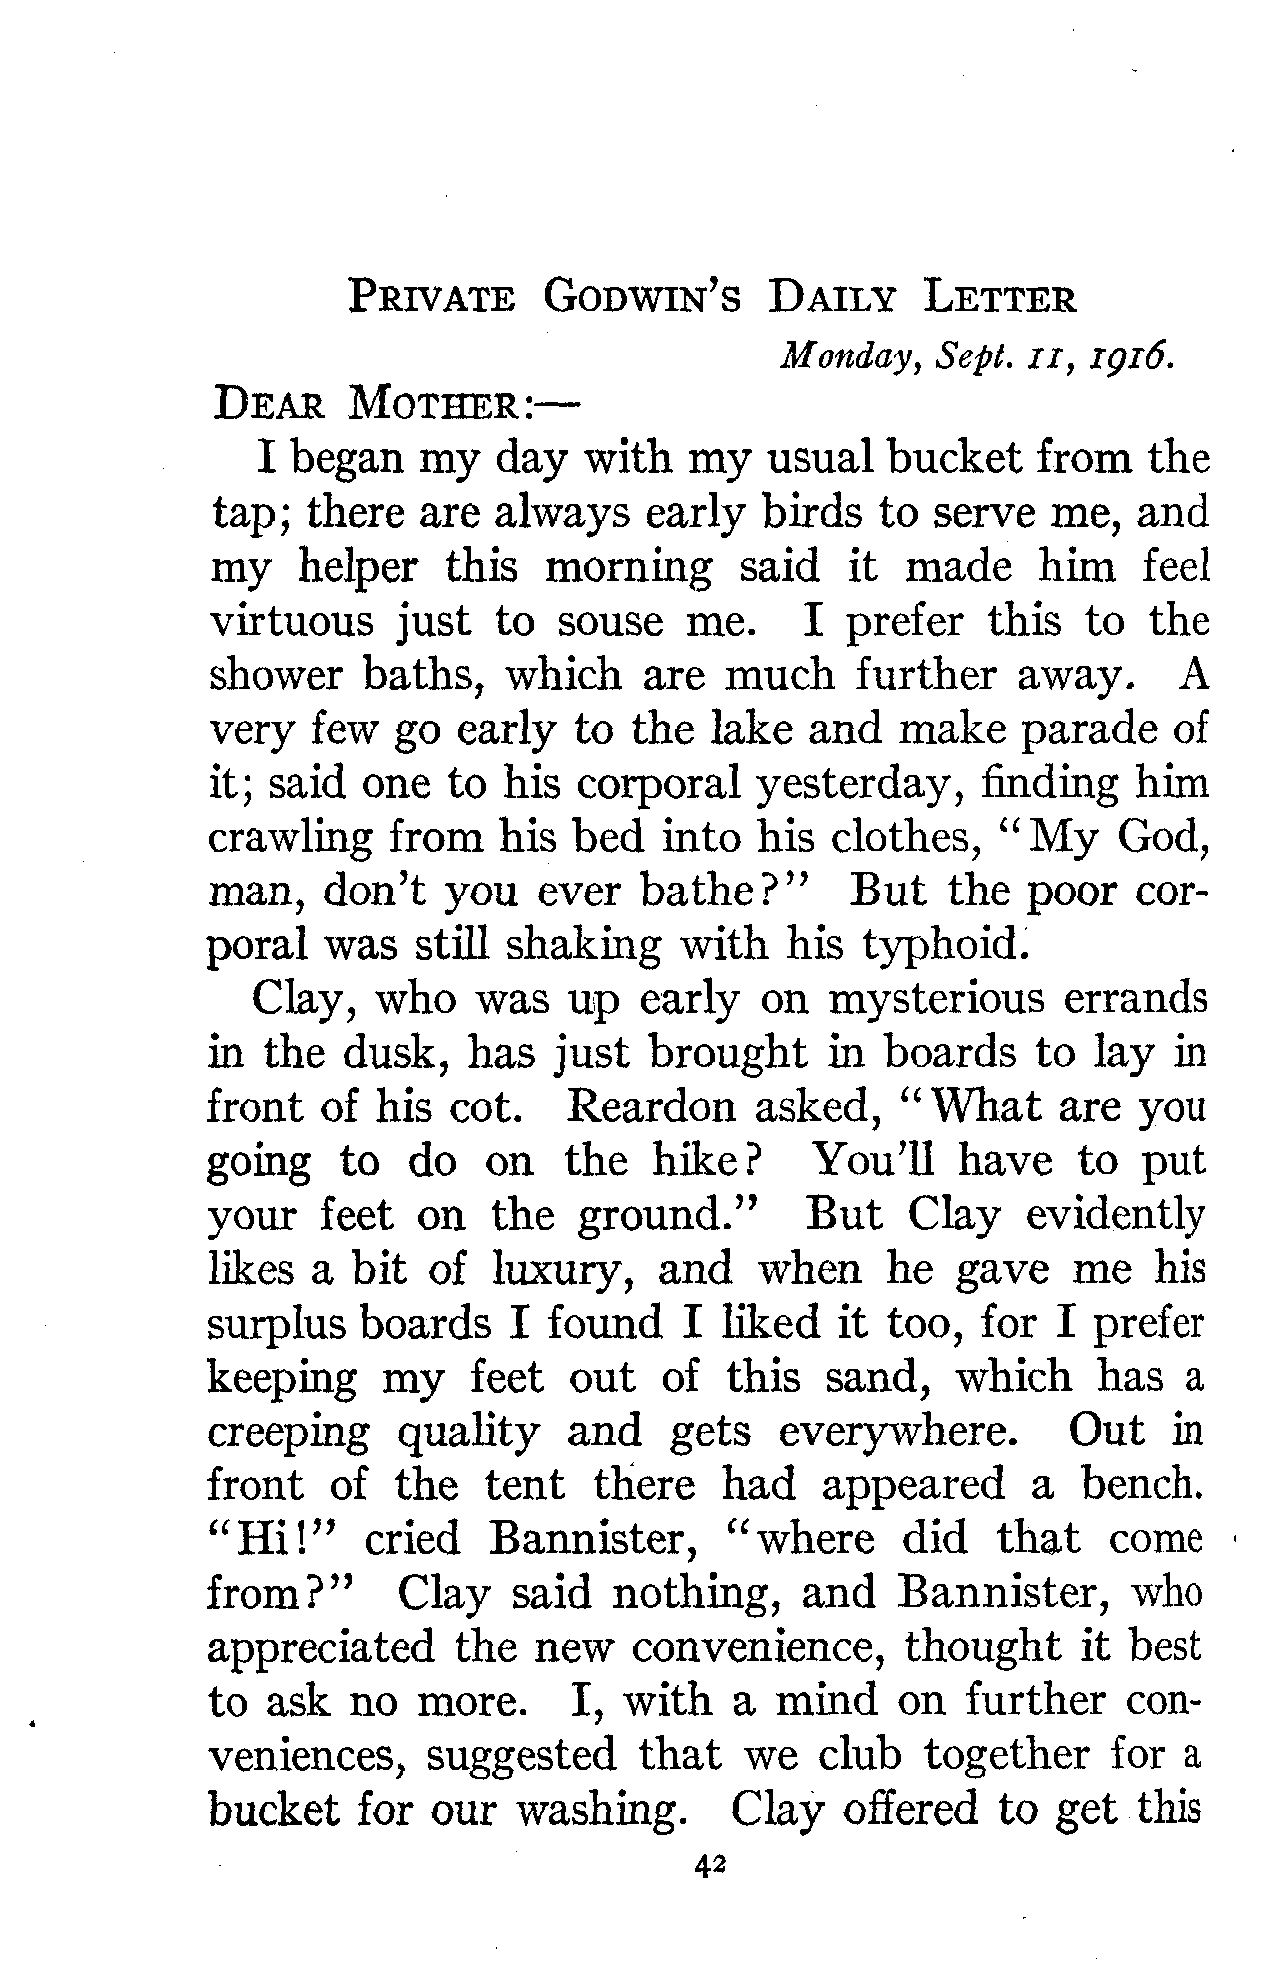 Private Godwin's Daily Letter
Monday, Sept. 11, 1916.
Dear Mother:—
I began my day with my usual bucket from the
tap; there are always early birds to serve me, and
my helper this morning said it made him feel
virtuous just to souse me. I prefer this to the
shower baths, which are much further away. A
very few go early to the lake and make parade of
it; said one to his corporal yesterday, finding him
crawling from his bed into his clothes, "My God,
man, don't you ever bathe?" But the poor cor-
poral was still shaking with his typhoid.
Clay, who was up early on mysterious errands
in the dusk, has just brought in boards to lay in
front of his cot. Reardon asked, "What are you
going to do on the hike? You'll have to put
your feet on the ground." But Clay evidently
likes a bit of luxury, and when he gave me his
surplus boards I found I liked it too, for I prefer
keeping my feet out of this sand, which has a
creeping quality and gets everywhere. Out in
front of the tent there had appeared a bench.
"Hi!" cried Bannister, "where did that come
from?" Clay said nothing, and Bannister, who
appreciated the new convenience, thought it best
to ask no more. I, with a mind on further con-
veniences, suggested that we club together for a
bucket for our washing. Clay offered to get this
42